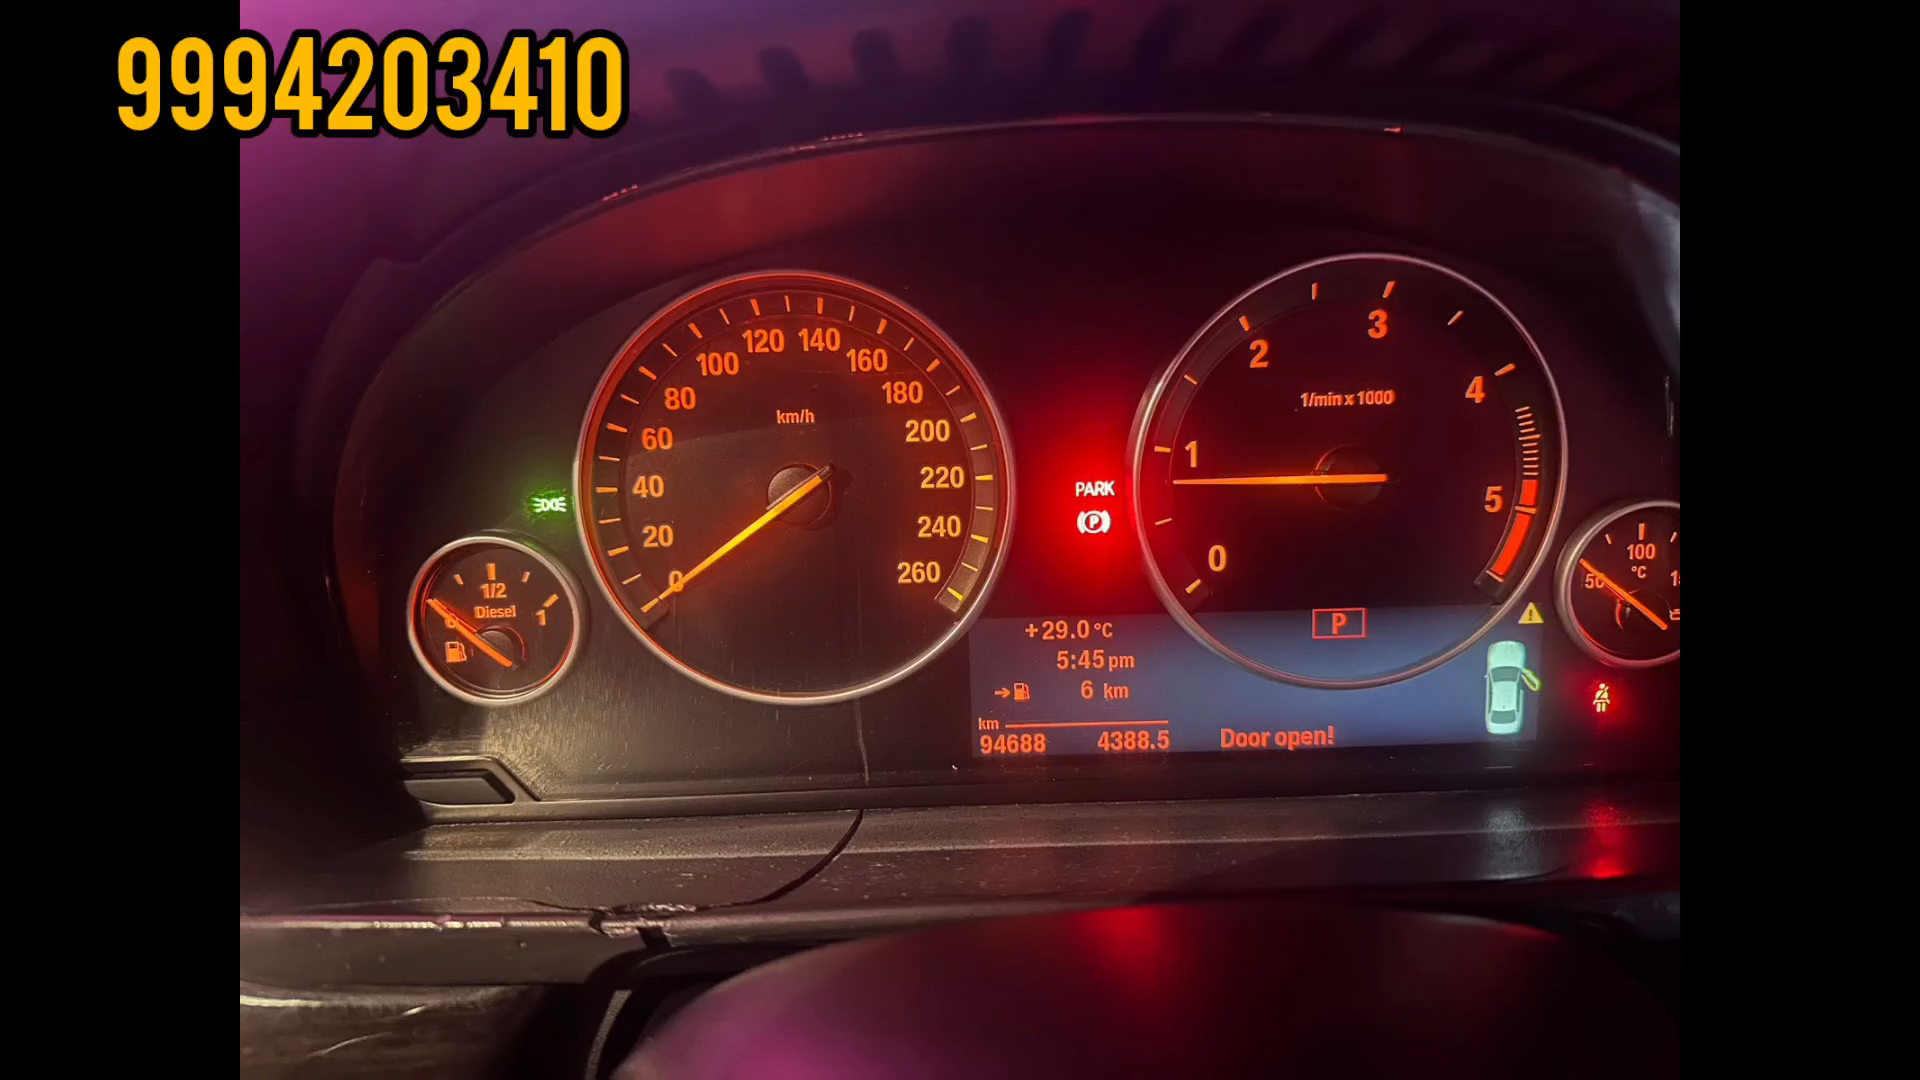 9994203410
120 140
100 160
80 180
km/h
60 200
40 220
20 240
0 260
1/2
Diesel
0 1
PARK
P
3
2
4
1/min x 1000
1
5
0
100
°C
50
+29.0°C
5:45 pm
6 km
km
94688 4388.5
P
Door open!